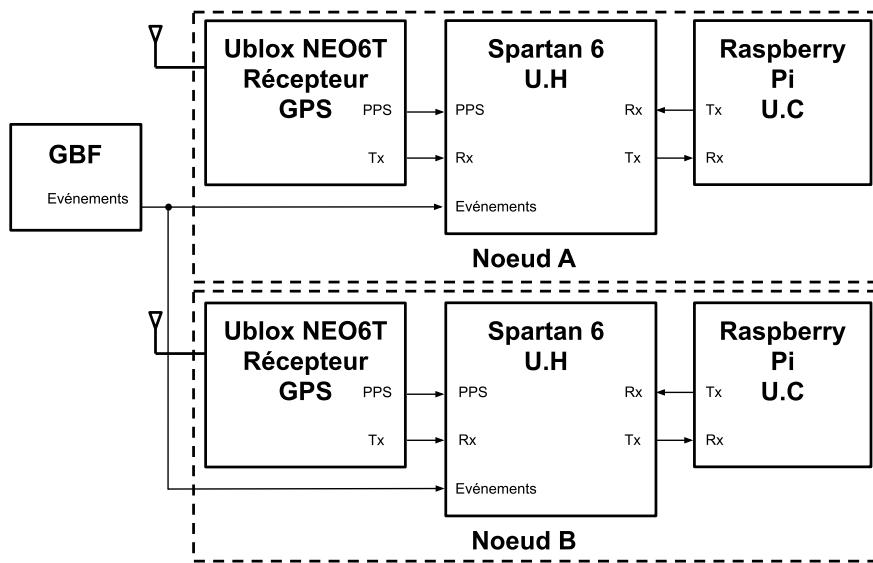 GBF
Evénements
Ublox NEO6T
Récepteur
GPS
PPS
Tx
Spartan 6
U.H
PPS
Rx
Rx
Tx
Evénements
Raspberry
Pi
U.C
Tx
Rx
Noeud A
Ublox NEO6T
Récepteur
GPS
PPS
Tx
Spartan 6
U.H
PPS
Rx
Rx
Tx
Evénements
Raspberry
Pi
U.C
Tx
Rx
Noeud B